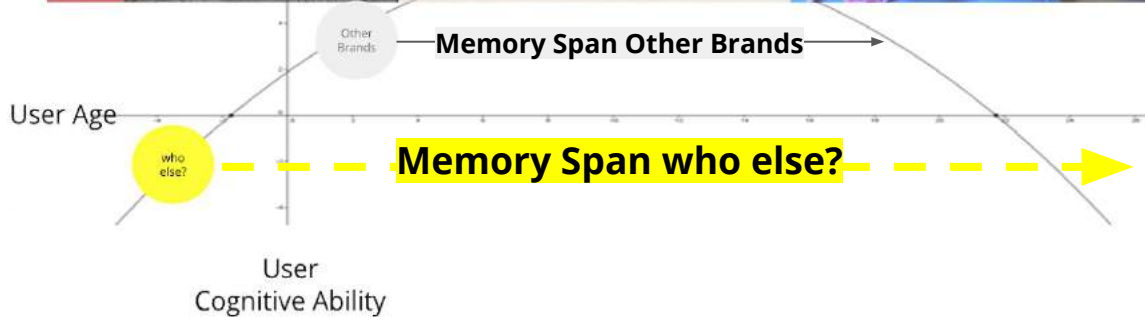 Other
Brands
Memory Span Other Brands
User Age
who
else?
Memory Span who else?
User
Cognitive Ability